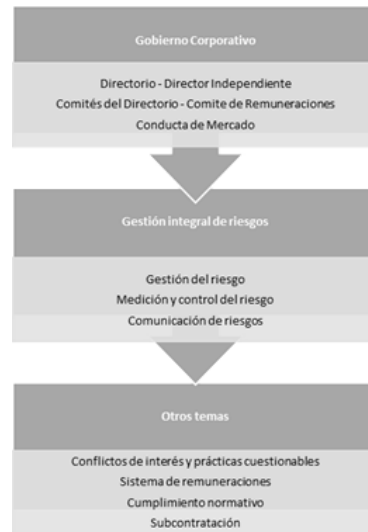 Gobierno Corporativo
Directorio - Director Independiente
Comités del Directorio - Comite de Remuneraciones
Conducta de Mercado
Gestión integral de riesgos
Gestión del riesgo
Medición y control del riesgo
Comunicación de riesgos
Otros temas
Conflictos de interés y prácticas cuestionables
Sistema de remuneraciones
Cumplimiento normativo
Subcontratación